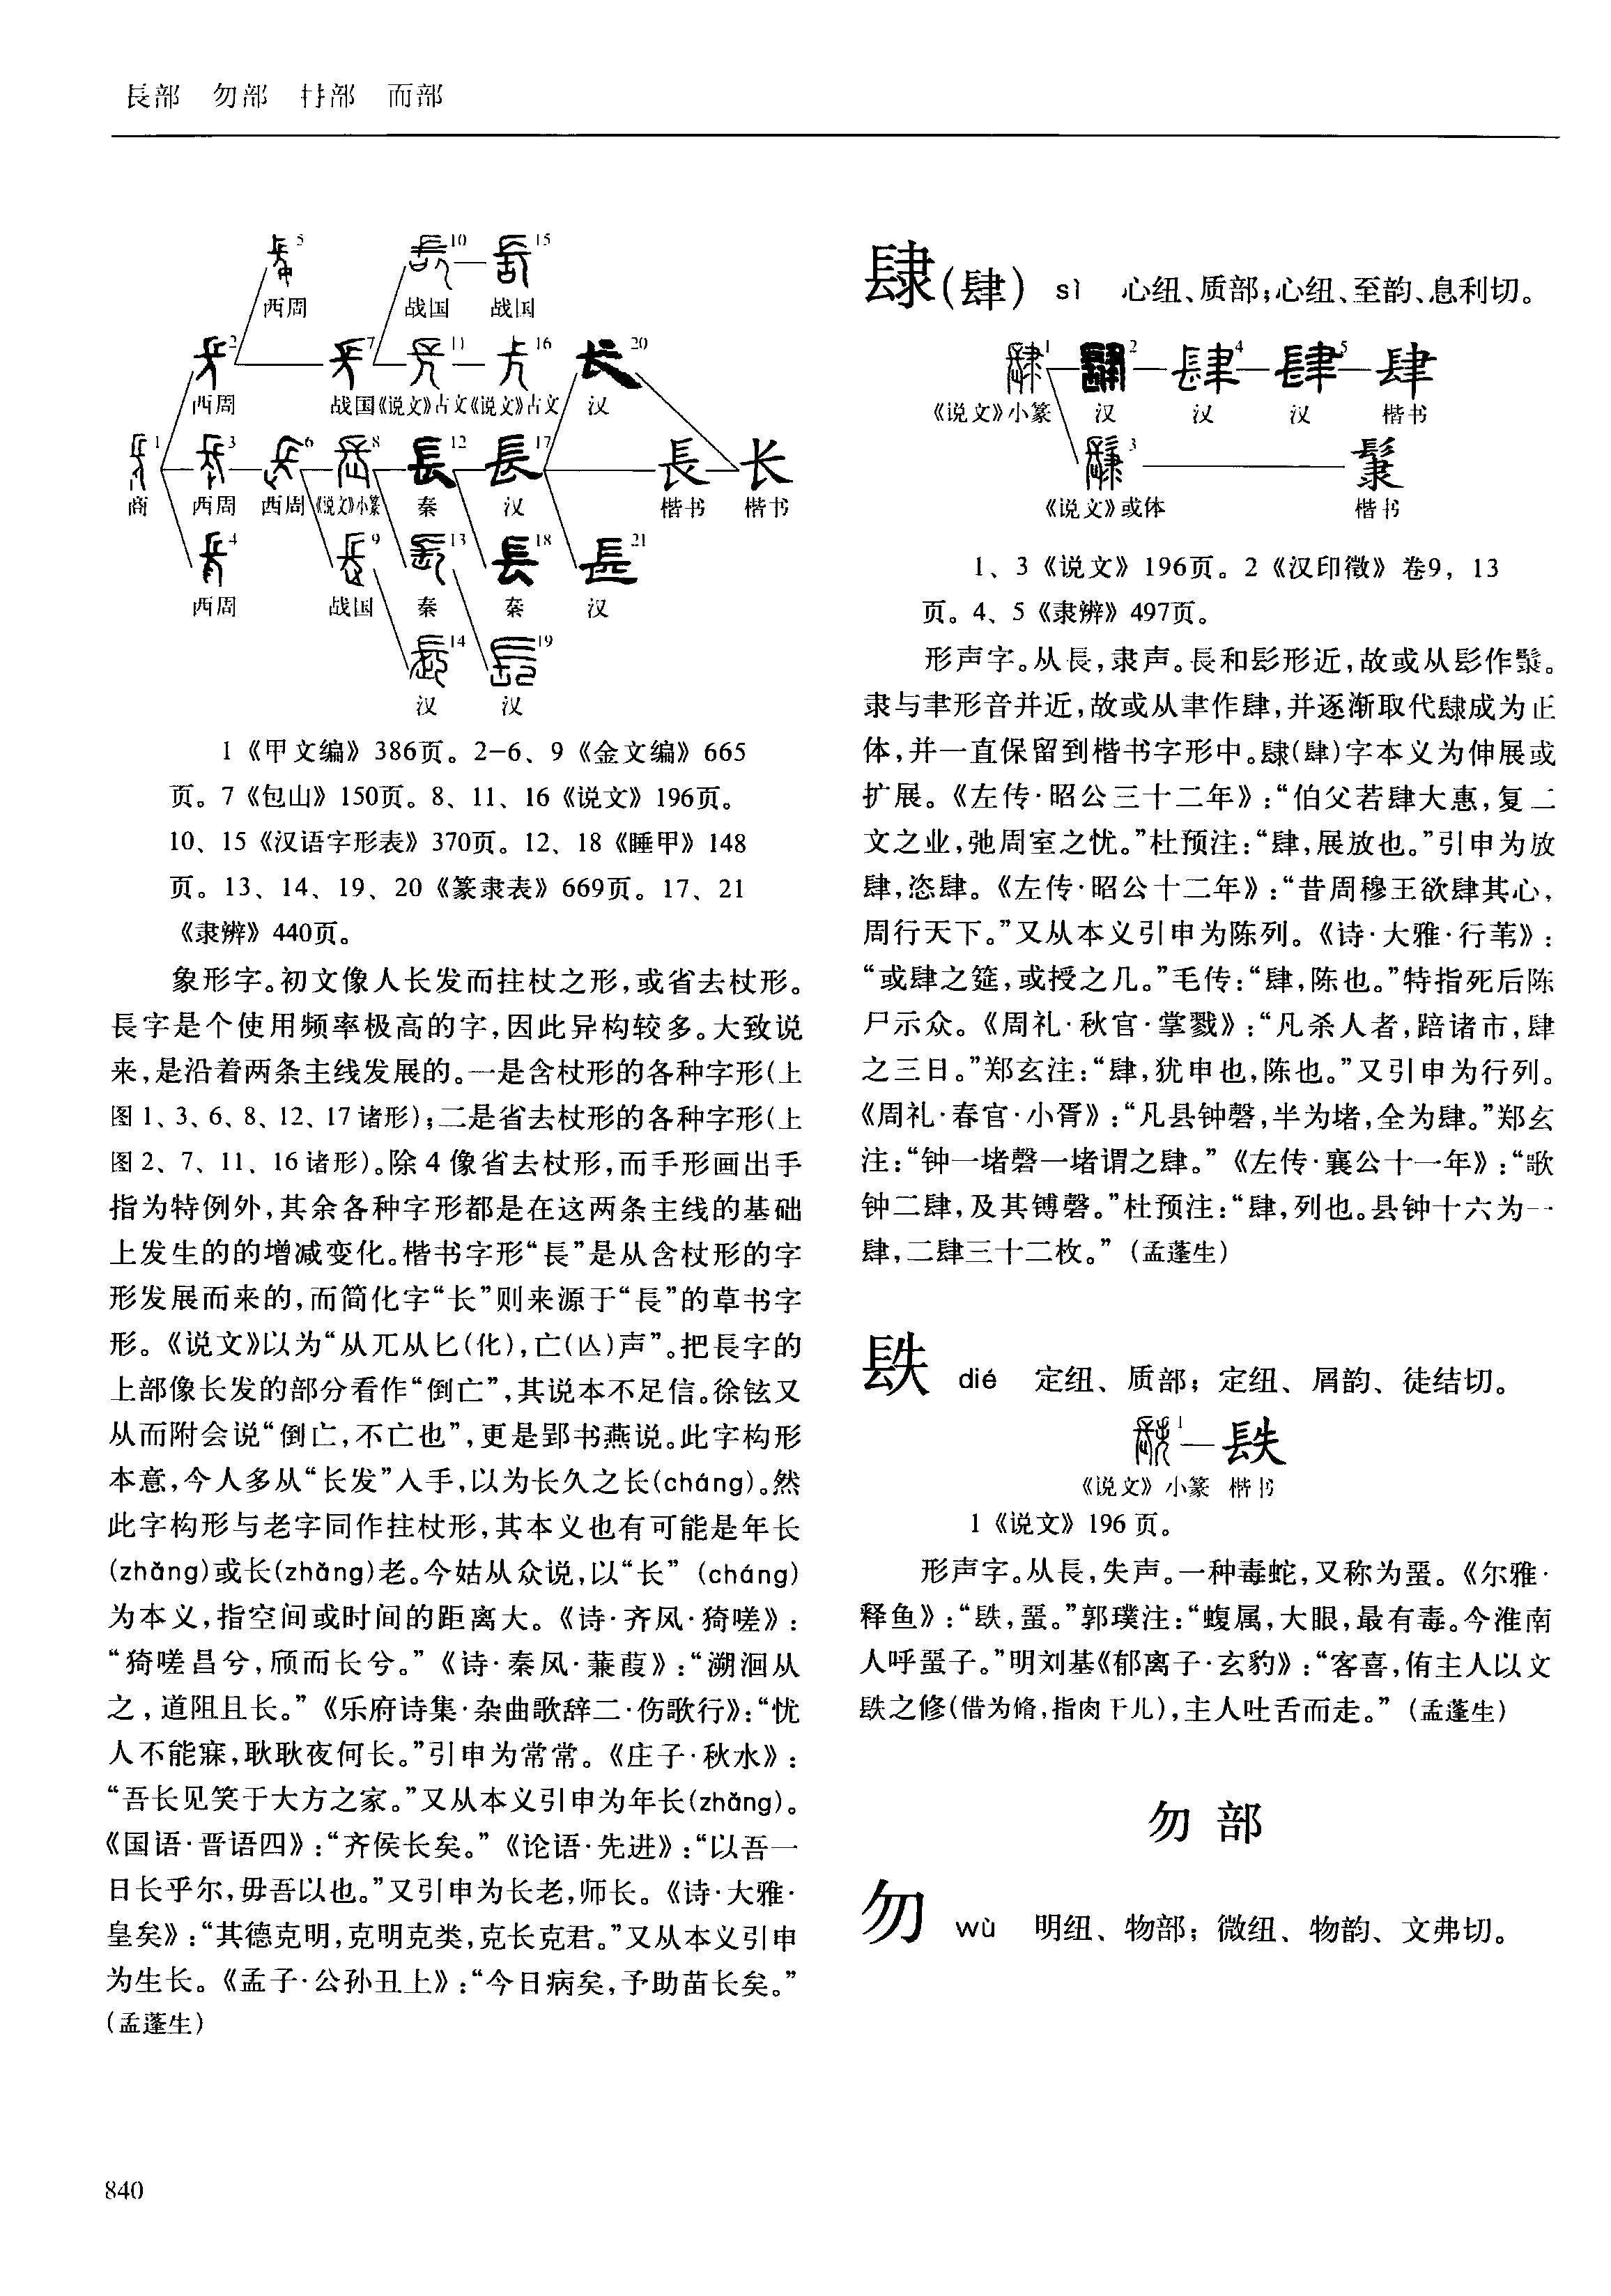 長部 勿部 冄部 而部
5 10 15
西周 战国 战国
2 7 11 16 20
西周 战国 《说文》古文 《说文》古文 汉
1 3 6 8 12 17 長 长
商 西周 西周 《说文》小篆 秦 汉 楷书 楷书
4 9 13 18 21
西周 战国 秦 秦 汉
14 19
汉 汉
1《甲文编》386页。2-6、9《金文编》665
页。7《包山》150页。8、11、16《说文》196页。
10、15《汉语字形表》370页。12、18《睡甲》148
页。13、14、19、20《篆隶表》669页。17、21
《隶辨》440页。
象形字。初文像人长发而拄杖之形,或省去杖形。
長字是个使用频率极高的字,因此异构较多。大致说
来,是沿着两条主线发展的。一是含杖形的各种字形(上
图1、3、6、8、12、17诸形);二是省去杖形的各种字形(上
图2、7、11、16诸形)。除4像省去杖形,而手形画出手
指为特例外,其余各种字形都是在这两条主线的基础
上发生的的增减变化。楷书字形“長”是从含杖形的字
形发展而来的,而简化字“长”则来源于“長”的草书字
形。《说文》以为“从兀从匕(化),亡(亾)声”。把長字的
上部像长发的部分看作“倒亡”,其说本不足信。徐铉又
从而附会说“倒亡,不亡也”,更是郢书燕说。此字构形
本意,今人多从“长发”入手,以为长久之长(cháng)。然
此字构形与老字同作拄杖形,其本义也有可能是年长
(zhǎng)或长(zhǎng)老。今姑从众说,以“长”(cháng)
为本义,指空间或时间的距离大。《诗·齐风·猗嗟》:
“猗嗟昌兮,颀而长兮。”《诗·秦风·蒹葭》:“溯洄从
之,道阻且长。”《乐府诗集·杂曲歌辞二·伤歌行》:“忧
人不能寐,耿耿夜何长。”引申为常常。《庄子·秋水》:
“吾长见笑于大方之家。”又从本义引申为年长(zhǎng)。
《国语·晋语四》:“齐侯长矣。”《论语·先进》:“以吾一
日长乎尔,毋吾以也。”又引申为长老,师长。《诗·大雅·
皇矣》:“其德克明,克明克类,克长克君。”又从本义引申
为生长。《孟子·公孙丑上》:“今日病矣,予助苗长矣。”
(孟蓬生)
840
肆(肆) sì 心纽、质部;心纽、至韵、息利切。
1 2 4 5 肆
《说文》小篆 汉 汉 汉 楷书
3
《说文》或体 楷书
1、3《说文》196页。2《汉印徵》卷9,13
页。4、5《隶辨》497页。
形声字。从長,隶声。長和髟形近,故或从髟作䰙。
隶与聿形音并近,故或从聿作肆,并逐渐取代䦋成为正
体,并一直保留到楷书字形中。䦋(肆)字本义为伸展或
扩展。《左传·昭公三十二年》:“伯父若肆大惠,复二
文之业,弛周室之忧。”杜预注:“肆,展放也。”引申为放
肆,恣肆。《左传·昭公十二年》:“昔周穆王欲肆其心,
周行天下。”又从本义引申为陈列。《诗·大雅·行苇》:
“或肆之筵,或授之几。”毛传:“肆,陈也。”特指死后陈
尸示众。《周礼·秋官·掌戮》:“凡杀人者,踣诸市,肆
之三日。”郑玄注:“肆,犹申也,陈也。”又引申为行列。
《周礼·春官·小胥》:“凡县钟磬,半为堵,全为肆。”郑玄
注:“钟一堵磬一堵谓之肆。”《左传·襄公十一年》:“歌
钟二肆,及其镈磬。”杜预注:“肆,列也。县钟十六为一
肆,二肆三十二枚。”(孟蓬生)
镻 dié 定纽、质部;定纽、屑韵、徒结切。
1
《说文》小篆 楷书
1《说文》196页。
形声字。从長,失声。一种毒蛇,又称为蝁。《尔雅·
释鱼》:“镻,蝁。”郭璞注:“蝮属,大眼,最有毒。今淮南
人呼蝁子。”明刘基《郁离子·玄豹》:“客喜,侑主人以文
镻之修(借为脩,指肉干儿),主人吐舌而走。”(孟蓬生)
勿 部
勿 wù 明纽、物部;微纽、物韵、文弗切。